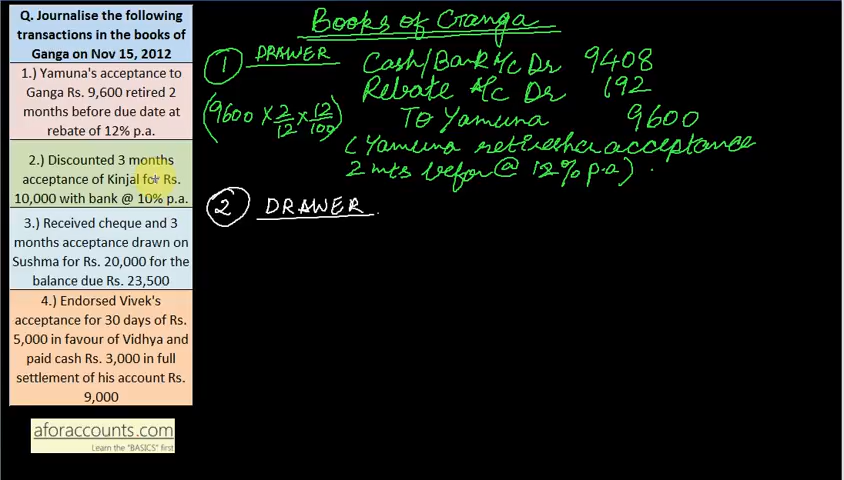 Q. Journalise the following
transactions in the books of
Ganga on Nov 15, 2012
1.) Yamuna's acceptance to
Ganga Rs. 9,600 retired 2
months before due date at
rebate of 12% p.a.
2.) Discounted 3 months
acceptance of Kinjal for Rs.
10,000 with bank @ 10% p.a.
3.) Received cheque and 3
months acceptance drawn on
Sushma for Rs. 20,000 for the
balance due Rs. 23,500
4.) Endorsed Vivek's
acceptance for 30 days of Rs.
5,000 in favour of Vidhya and
paid cash Rs. 3,000 in full
settlement of his account Rs.
9,000
aforaccounts.com
Learn the "BASICS" first
Books of Ganga
1 DRAWER Cash/Bank A/c Dr 9408
Rebate A/c Dr 192
(9600 × 2/12 × 12/100) To Yamuna 9600
(Yamuna retires her acceptance
2 mts befor @ 12% p.a) .
2 DRAWER .